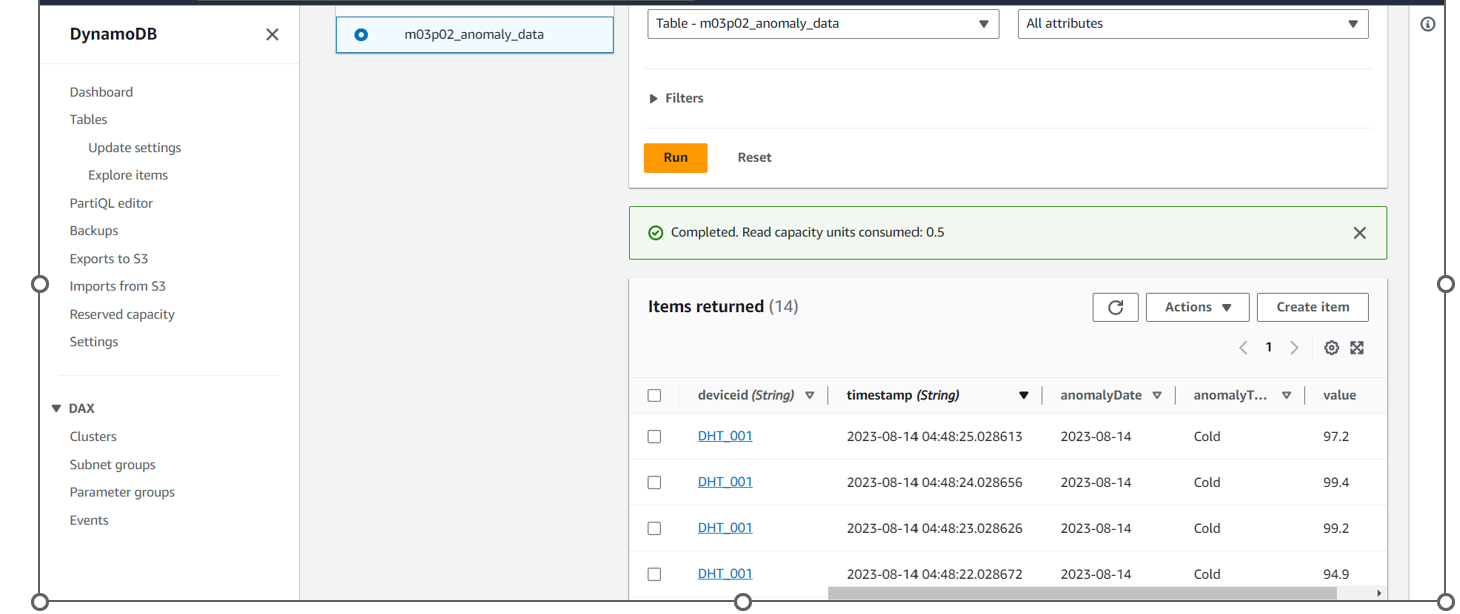 DynamoDB
Dashboard
Tables
Update settings
Explore items
PartiQL editor
Backups
Exports to S3
Imports from S3
Reserved capacity
Settings
DAX
Clusters
Subnet groups
Parameter groups
Events
m03p02_anomaly_data
Table - m03p02_anomaly_data All attributes
Filters
Run Reset
Completed. Read capacity units consumed: 0.5
Items returned (14)
Actions Create item
1
deviceid (String) timestamp (String) anomalyDate anomalyT... value
DHT_001 2023-08-14 04:48:25.028613 2023-08-14 Cold 97.2
DHT_001 2023-08-14 04:48:24.028656 2023-08-14 Cold 99.4
DHT_001 2023-08-14 04:48:23.028626 2023-08-14 Cold 99.2
DHT_001 2023-08-14 04:48:22.028672 2023-08-14 Cold 94.9